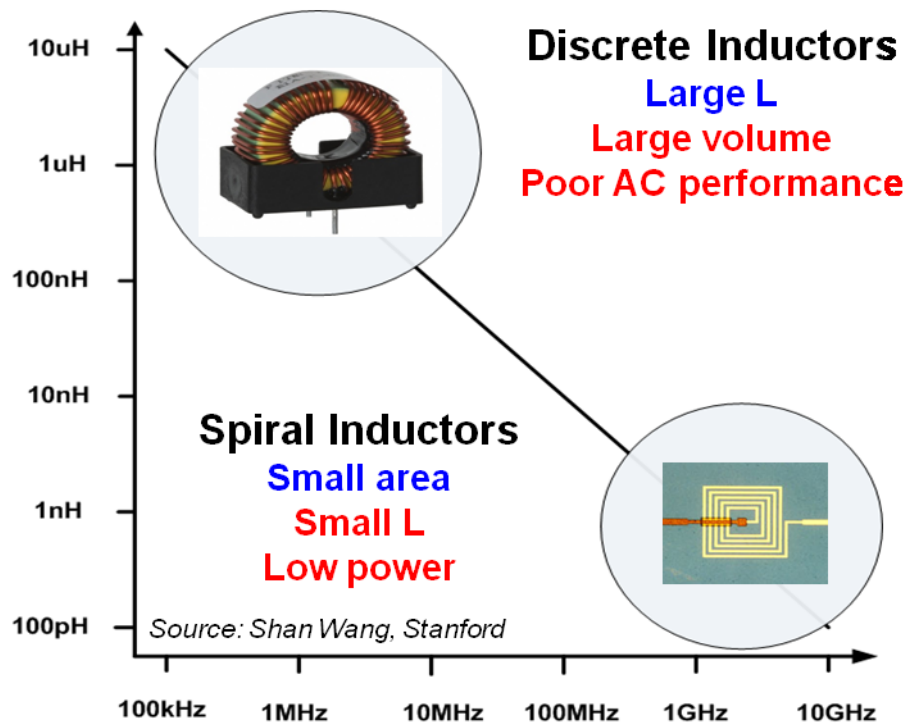 10uH
1uH
100nH
10nH
1nH
100pH
Discrete Inductors
Large L
Large volume
Poor AC performance
Spiral Inductors
Small area
Small L
Low power
Source: Shan Wang, Stanford
100kHz 1MHz 10MHz 100MHz 1GHz 10GHz